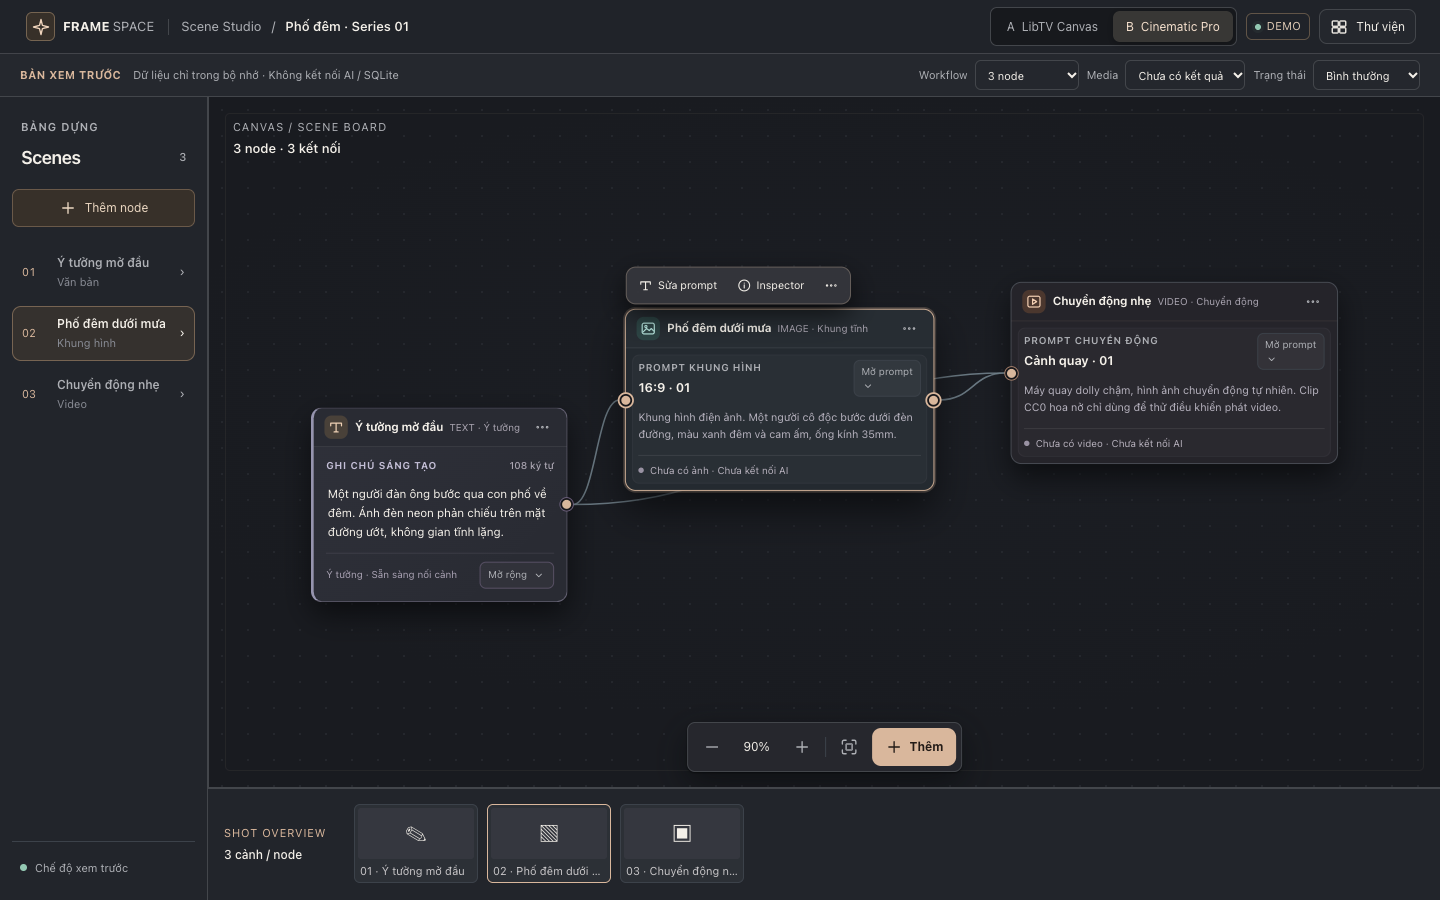 FRAME SPACE
Scene Studio / Phố đêm · Series 01
A LibTV Canvas
B Cinematic Pro
DEMO
Thư viện
BẢN XEM TRƯỚC
Dữ liệu chỉ trong bộ nhớ · Không kết nối AI / SQLite
Workflow
3 node
Media
Chưa có kết quả
Trạng thái
Bình thường
BẢNG DỰNG
Scenes
3
Thêm node
01
Ý tưởng mở đầu
Văn bản
02
Phố đêm dưới mưa
Khung hình
03
Chuyển động nhẹ
Video
Chế độ xem trước
CANVAS / SCENE BOARD
3 node · 3 kết nối
Ý tưởng mở đầu TEXT · Ý tưởng
GHI CHÚ SÁNG TẠO
108 ký tự
Một người đàn ông bước qua con phố về
đêm. Ánh đèn neon phản chiếu trên mặt
đường ướt, không gian tĩnh lặng.
Ý tưởng · Sẵn sàng nối cảnh
Mở rộng
Sửa prompt
Inspector
Phố đêm dưới mưa IMAGE · Khung tĩnh
PROMPT KHUNG HÌNH
16:9 · 01
Mở prompt
Khung hình điện ảnh. Một người cô độc bước dưới đèn
đường, màu xanh đêm và cam ấm, ống kính 35mm.
Chưa có ảnh · Chưa kết nối AI
Chuyển động nhẹ VIDEO · Chuyển động
PROMPT CHUYỂN ĐỘNG
Cảnh quay · 01
Mở prompt
Máy quay dolly chậm, hình ảnh chuyển động tự nhiên. Clip
CC0 hoa nở chỉ dùng để thử điều khiển phát video.
Chưa có video · Chưa kết nối AI
90%
Thêm
SHOT OVERVIEW
3 cảnh / node
01 · Ý tưởng mở đầu
02 · Phố đêm dưới ...
03 · Chuyển động n...